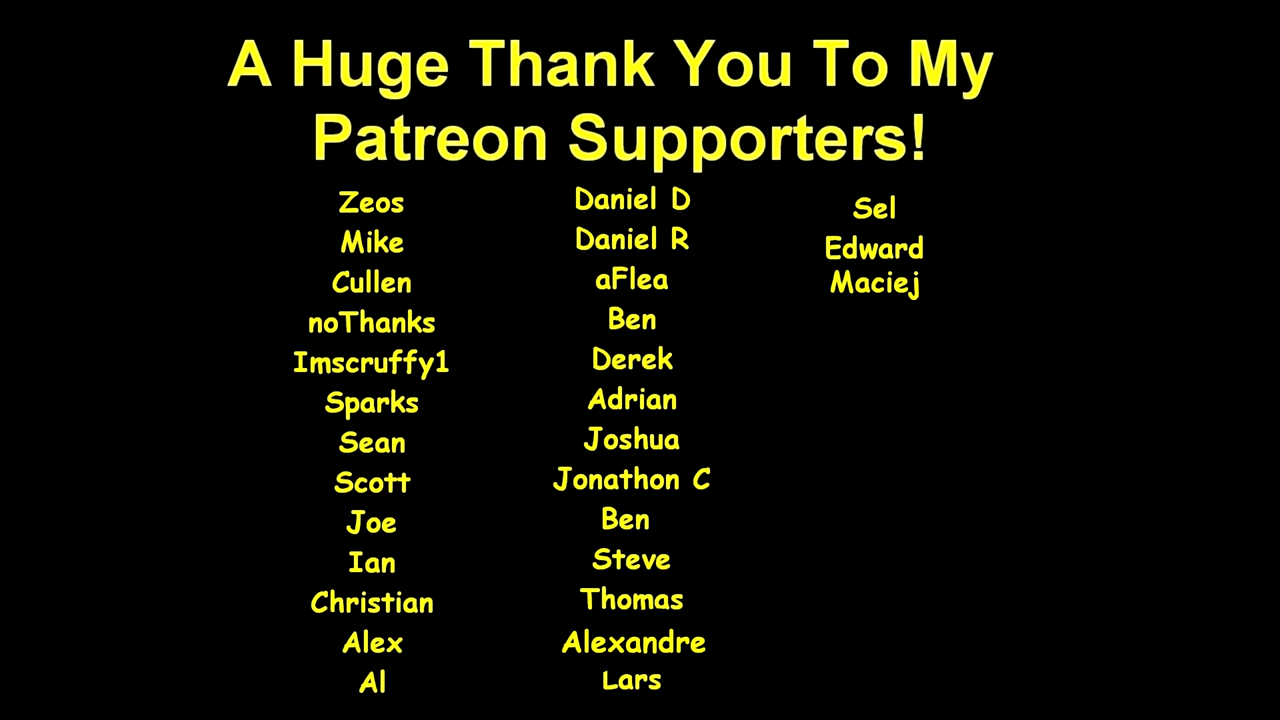 A Huge Thank You To My
Patreon Supporters!
Zeos
Mike
Cullen
noThanks
Imscruffy1
Sparks
Sean
Scott
Joe
Ian
Christian
Alex
Al
Daniel D
Daniel R
aFlea
Ben
Derek
Adrian
Joshua
Jonathon C
Ben
Steve
Thomas
Alexandre
Lars
Sel
Edward
Maciej